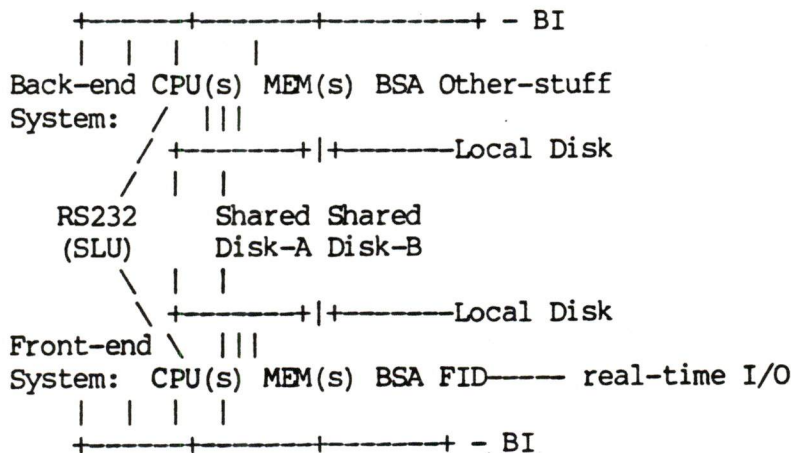 +-------+--------+----------+ - BI
| | | |
Back-end CPU(s) MEM(s) BSA Other-stuff
System: / |||
/ +--------+|+-------Local Disk
/ | |
RS232 Shared Shared
(SLU) Disk-A Disk-B
\ | |
\ +--------+|+-------Local Disk
Front-end \ |||
System: CPU(s) MEM(s) BSA FID----- real-time I/O
| | | |
+-------+--------+--------+ - BI